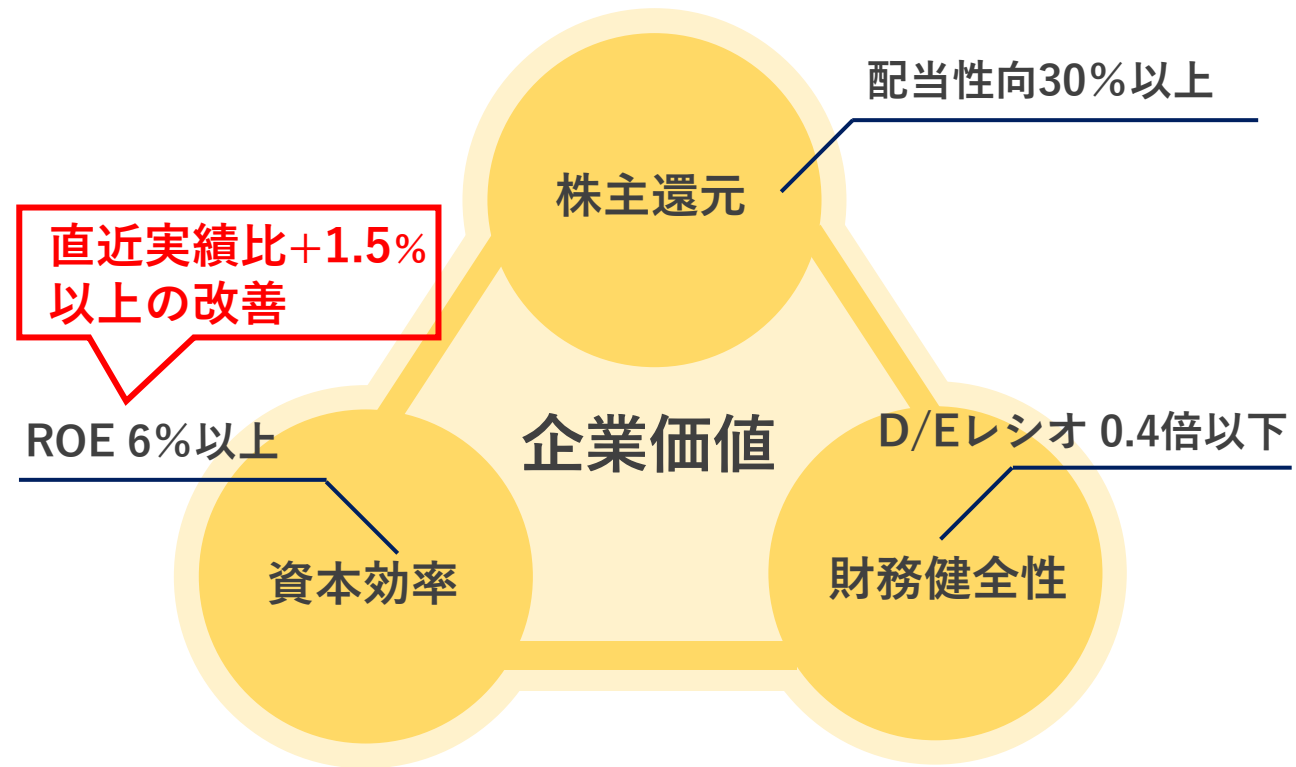 配当性向30％以上
株主還元
直近実績比＋1.5％
以上の改善
ROE 6％以上
企業価値
D/Eレシオ 0.4倍以下
資本効率
財務健全性